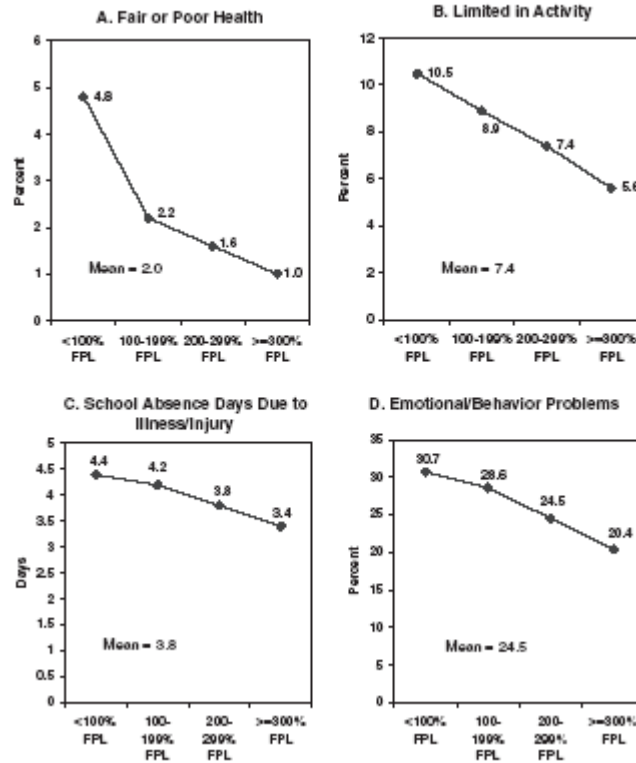 A. Fair or Poor Health
6
5
4
3
2
1
0
Percent
4.8
2.2
1.6
1.0
Mean = 2.0
<100% 100-199% 200-299% >=300%
FPL FPL FPL FPL
B. Limited in Activity
12
10
8
6
4
2
0
Percent
10.5
8.9
7.4
5.6
Mean = 7.4
<100% 100-199% 200-299% >=300%
FPL FPL FPL FPL
C. School Absence Days Due to
Illness/Injury
5
4.5
4
3.5
3
2.5
2
1.5
1
0.5
0
Days
4.4
4.2
3.8
3.4
Mean = 3.8
<100% 100- 200- >=300%
FPL 199% 299% FPL
FPL FPL
D. Emotional/Behavior Problems
35
30
25
20
15
10
5
0
Percent
30.7
28.6
24.5
20.4
Mean = 24.5
<100% 100- 200- >=300%
FPL 199% 299% FPL
FPL FPL